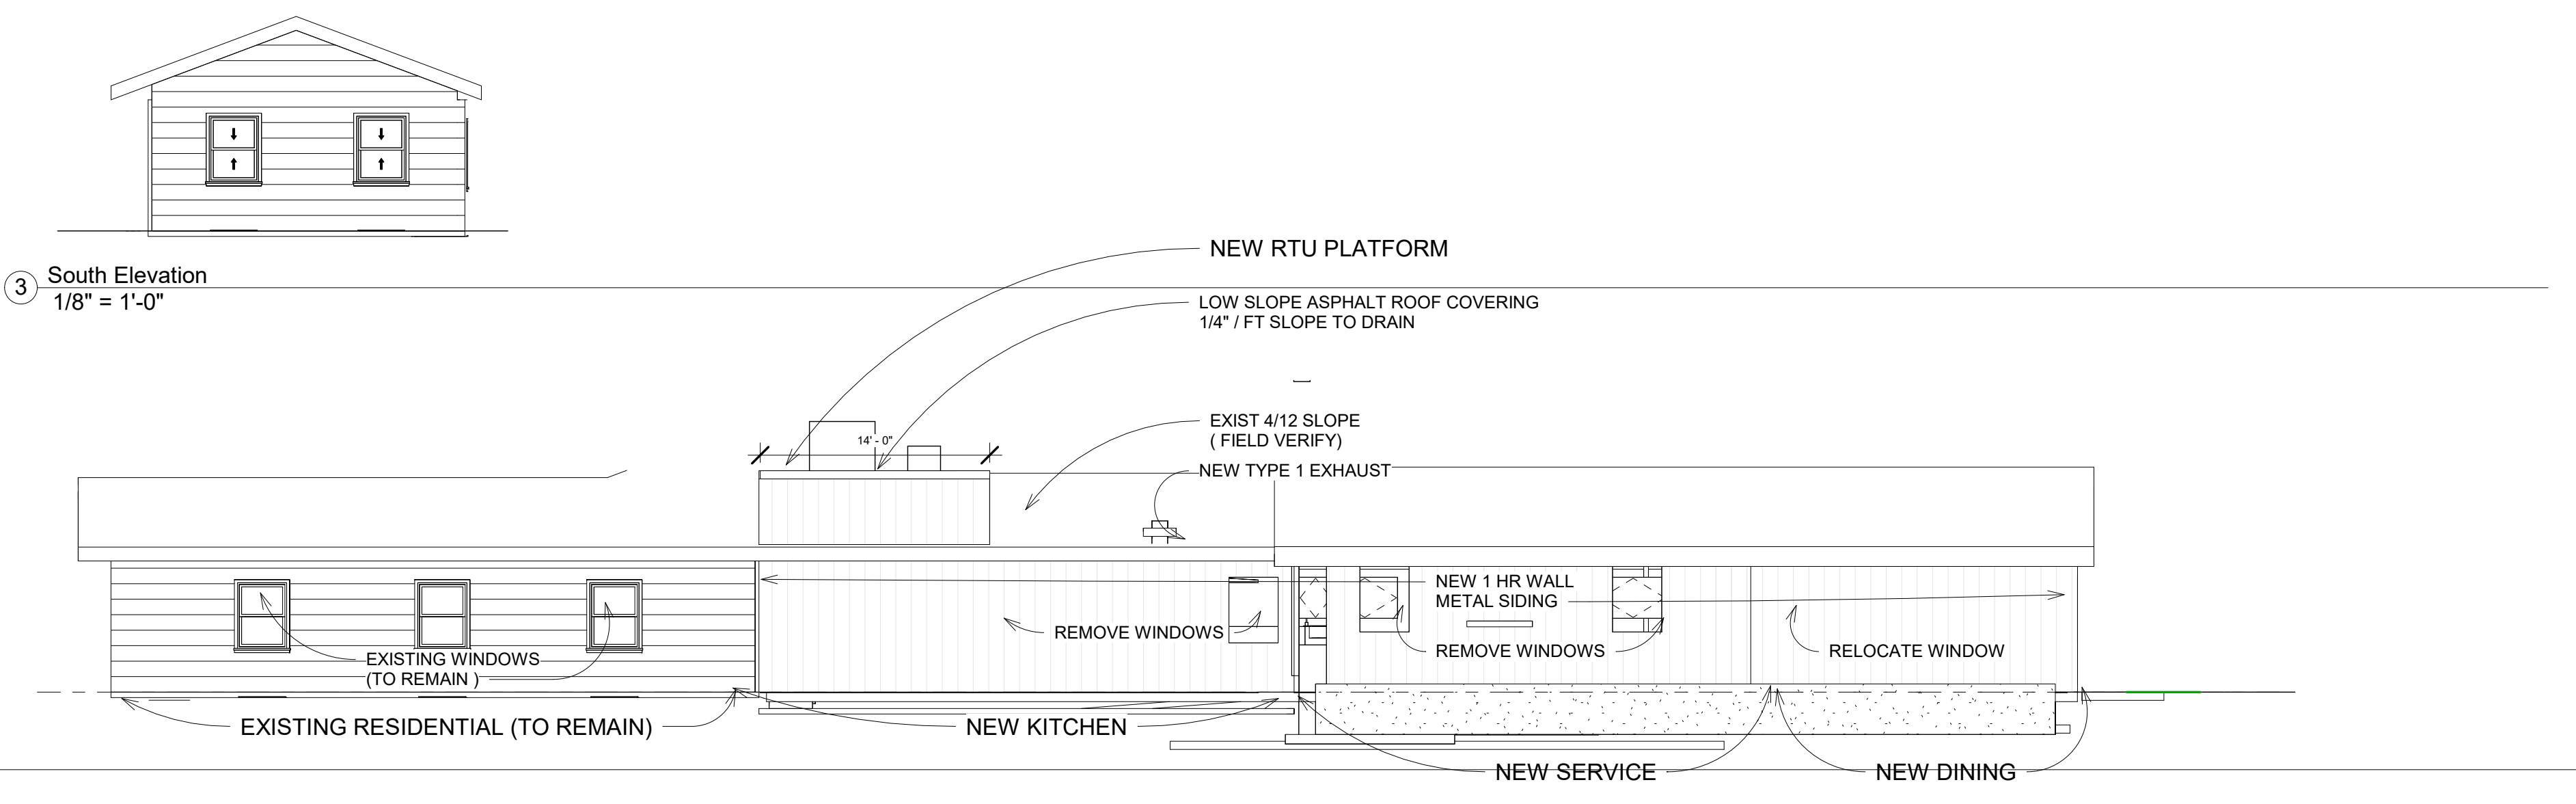 3
South Elevation
1/8" = 1'-0"
NEW RTU PLATFORM
LOW SLOPE ASPHALT ROOF COVERING
1/4" / FT SLOPE TO DRAIN
EXIST 4/12 SLOPE
( FIELD VERIFY)
14' - 0"
NEW TYPE 1 EXHAUST
NEW 1 HR WALL
METAL SIDING
REMOVE WINDOWS
REMOVE WINDOWS
RELOCATE WINDOW
EXISTING WINDOWS
(TO REMAIN )
EXISTING RESIDENTIAL (TO REMAIN)
NEW KITCHEN
NEW SERVICE
NEW DINING